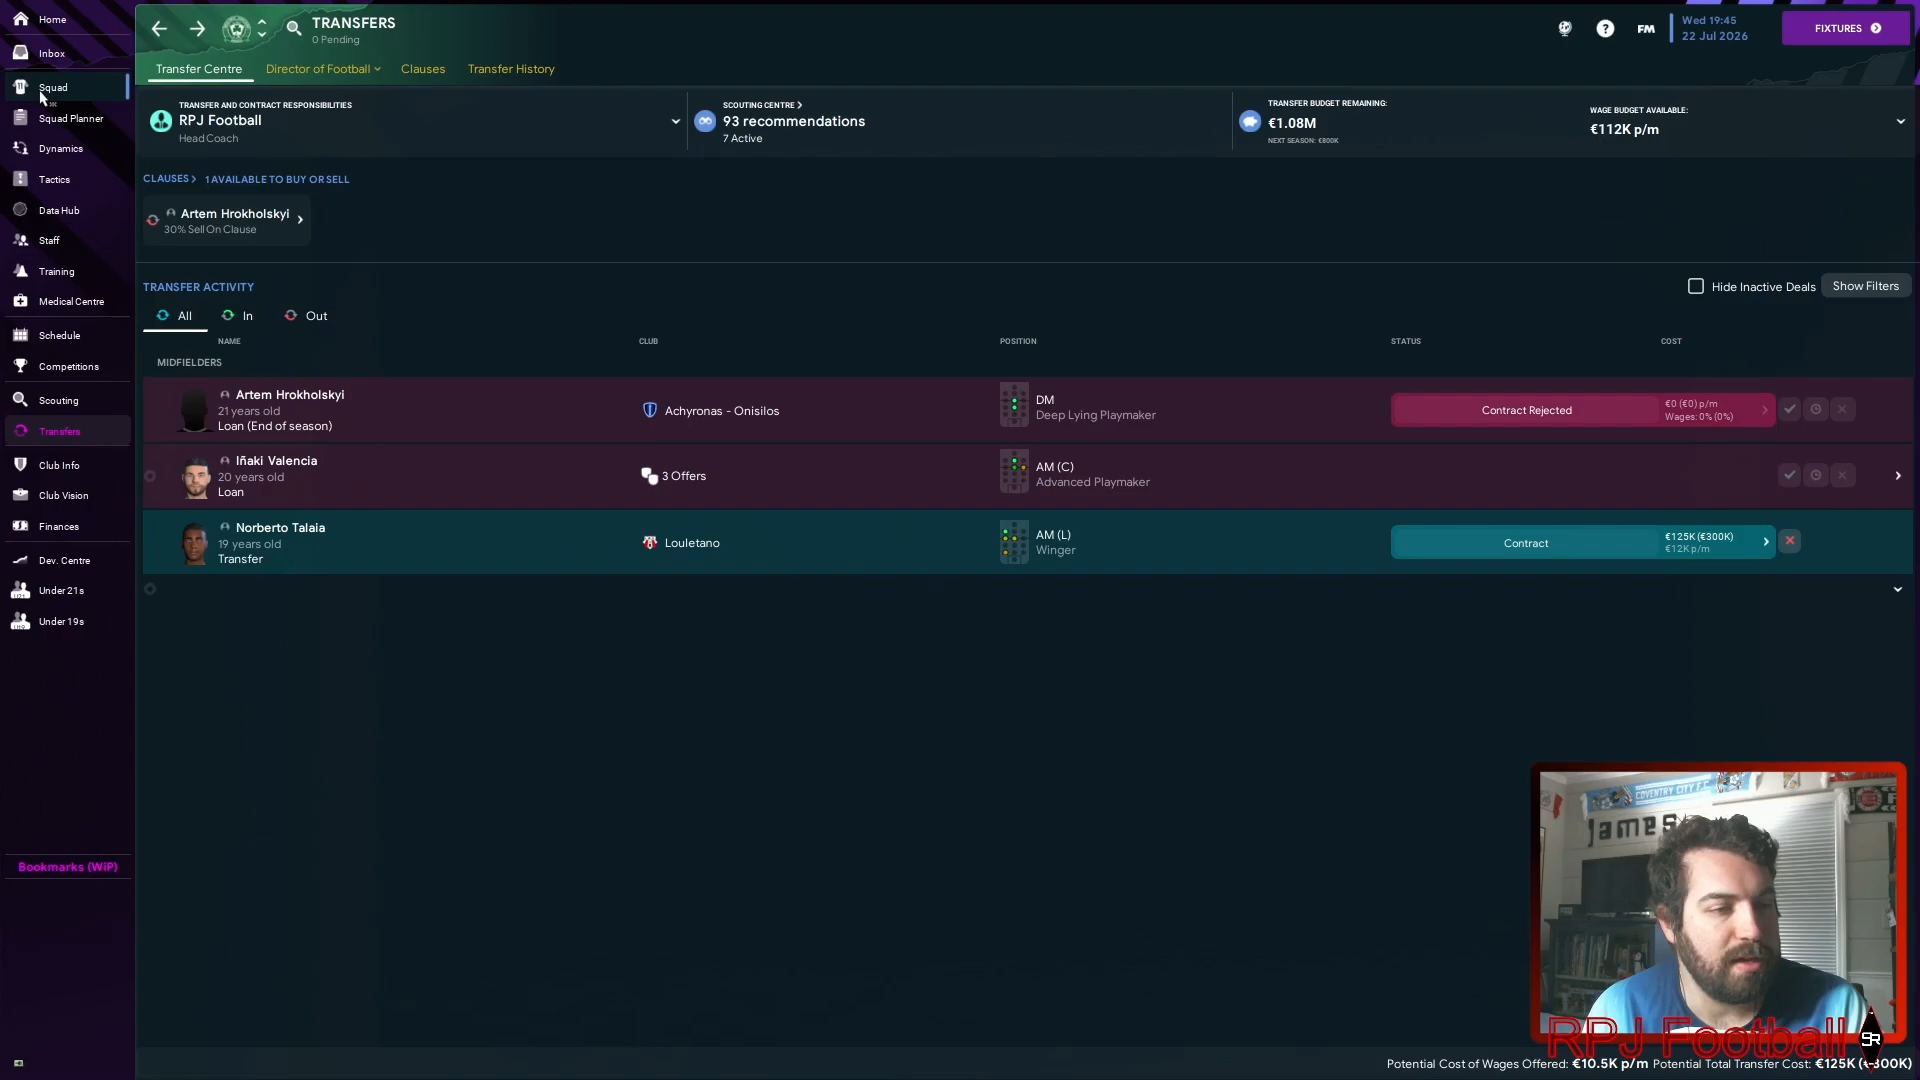 Home
TRANSFERS
0 Pending
FM
Wed 19:45
22 Jul 2026
FIXTURES
Inbox
Transfer Centre
Director of Football
Clauses
Transfer History
Squad
Squad Planner
Dynamics
Tactics
Data Hub
Staff
Training
Medical Centre
Schedule
Competitions
Scouting
Transfers
Club Info
Club Vision
Finances
Dev. Centre
Under 21s
Under 19s
Bookmarks (WiP)
TRANSFER AND CONTRACT RESPONSIBILITIES
RPJ Football
Head Coach
SCOUTING CENTRE
93 recommendations
7 Active
TRANSFER BUDGET REMAINING:
€1.08M
NEXT SEASON: €800K
WAGE BUDGET AVAILABLE:
€112K p/m
CLAUSES 1 AVAILABLE TO BUY OR SELL
Artem Hrokholskyi
30% Sell On Clause
TRANSFER ACTIVITY
Hide Inactive Deals
Show Filters
All In Out
NAME CLUB POSITION STATUS COST
MIDFIELDERS
Artem Hrokholskyi
21 years old
Loan (End of season)
Achyronas - Onisilos
DM
Deep Lying Playmaker
Contract Rejected
€0 (€0) p/m
Wages: 0% (0%)
Iñaki Valencia
20 years old
Loan
3 Offers
AM (C)
Advanced Playmaker
Norberto Talaia
19 years old
Transfer
Louletano
AM (L)
Winger
Contract
€125K (€300K)
€12K p/m
COVENTRY CITY F.C.
James
RPJ Football
Potential Cost of Wages Offered: €10.5K p/m Potential Total Transfer Cost: €125K (€300K)